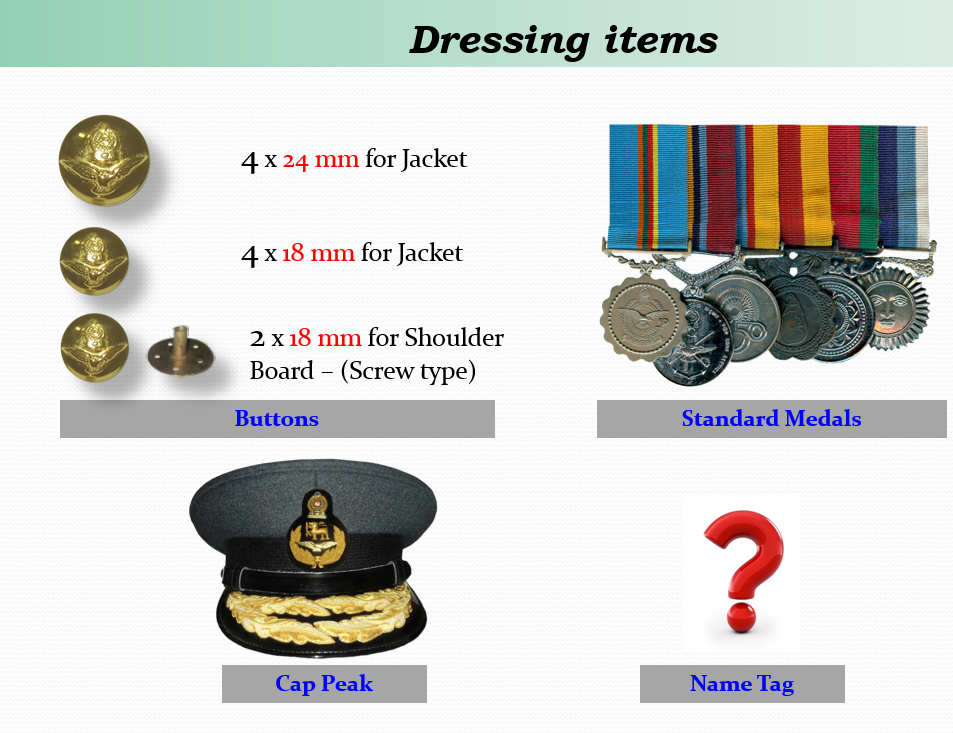 Dressing items
4 x 24 mm for Jacket
4 x 18 mm for Jacket
2 x 18 mm for Shoulder
Board – (Screw type)
Buttons
Standard Medals
Cap Peak
Name Tag